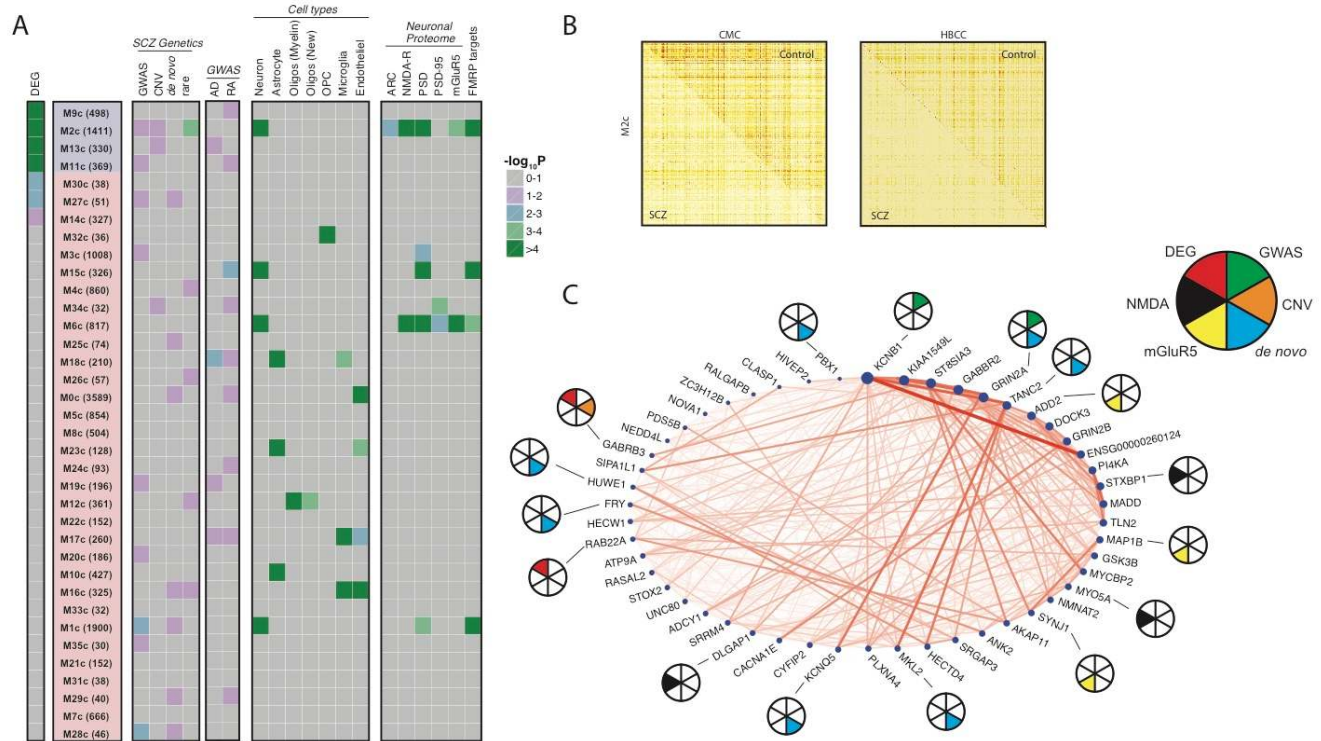 A
DEG
SCZ Genetics
GWAS
CNV
de novo
rare
GWAS
AD
RA
Cell types
Neuron
Astrocyte
Oligos (Myelin)
Oligos (New)
OPC
Microglia
Endotheliel
Neuronal
Proteome
ARC
NMDA-R
PSD
PSD-95
mGluR5
FMRP targets
M9c (498)
M2c (1411)
M13c (330)
M11c (369)
M30c (38)
M27c (51)
M14c (327)
M32c (36)
M3c (1008)
M15c (326)
M4c (860)
M34c (32)
M6c (817)
M25c (74)
M18c (210)
M26c (57)
M0c (3589)
M5c (854)
M8c (504)
M23c (128)
M24c (93)
M19c (196)
M12c (361)
M22c (152)
M17c (260)
M20c (186)
M10c (427)
M16c (325)
M33c (32)
M1c (1900)
M35c (30)
M21c (152)
M31c (38)
M29c (40)
M7c (666)
M28c (46)
-log₁₀P
0-1
1-2
2-3
3-4
>4
B
CMC
HBCC
M2c
Control
SCZ
Control
SCZ
C
DEG
GWAS
NMDA
CNV
mGluR5
de novo
KCNB1
KIAA1549L
ST8SIA3
GABBR2
GRIN2A
TANC2
ADD2
DOCK3
GRIN2B
ENSG00000260124
PI4KA
STXBP1
MADD
TLN2
MAP1B
GSK3B
MYCBP2
MYO5A
NMNAT2
SYNJ1
AKAP11
ANK2
SRGAP3
HECTD4
MKL2
PLXNA4
KCNQ5
CYFIP2
CACNA1E
DLGAP1
SRRM4
ADCY1
UNC80
STOX2
RASAL2
ATP9A
RAB22A
HECW1
FRY
HUWE1
SIPA1L1
GABRB3
NEDD4L
PDS5B
NOVA1
ZC3H12B
RALGAPB
CLASP1
HIVEP2
PBX1